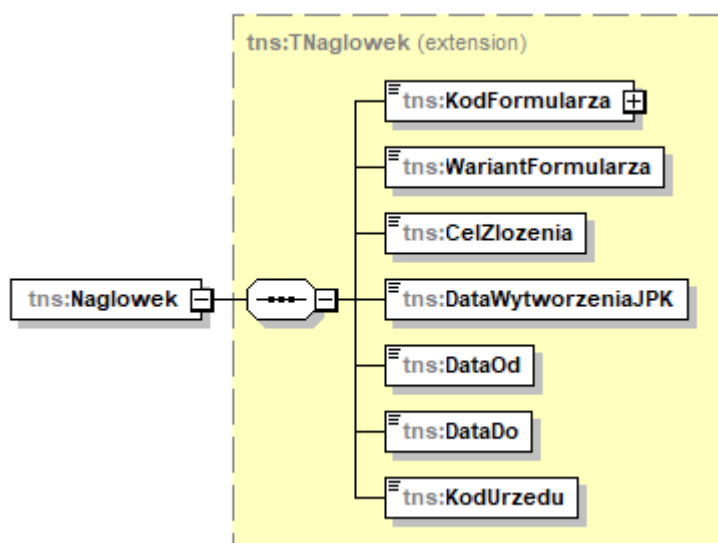 tns:TNaglowek (extension)
tns:KodFormularza
tns:WariantFormularza
tns:CelZlozenia
tns:Naglowek
tns:DataWytworzeniaJPK
tns:DataOd
tns:DataDo
tns:KodUrzedu